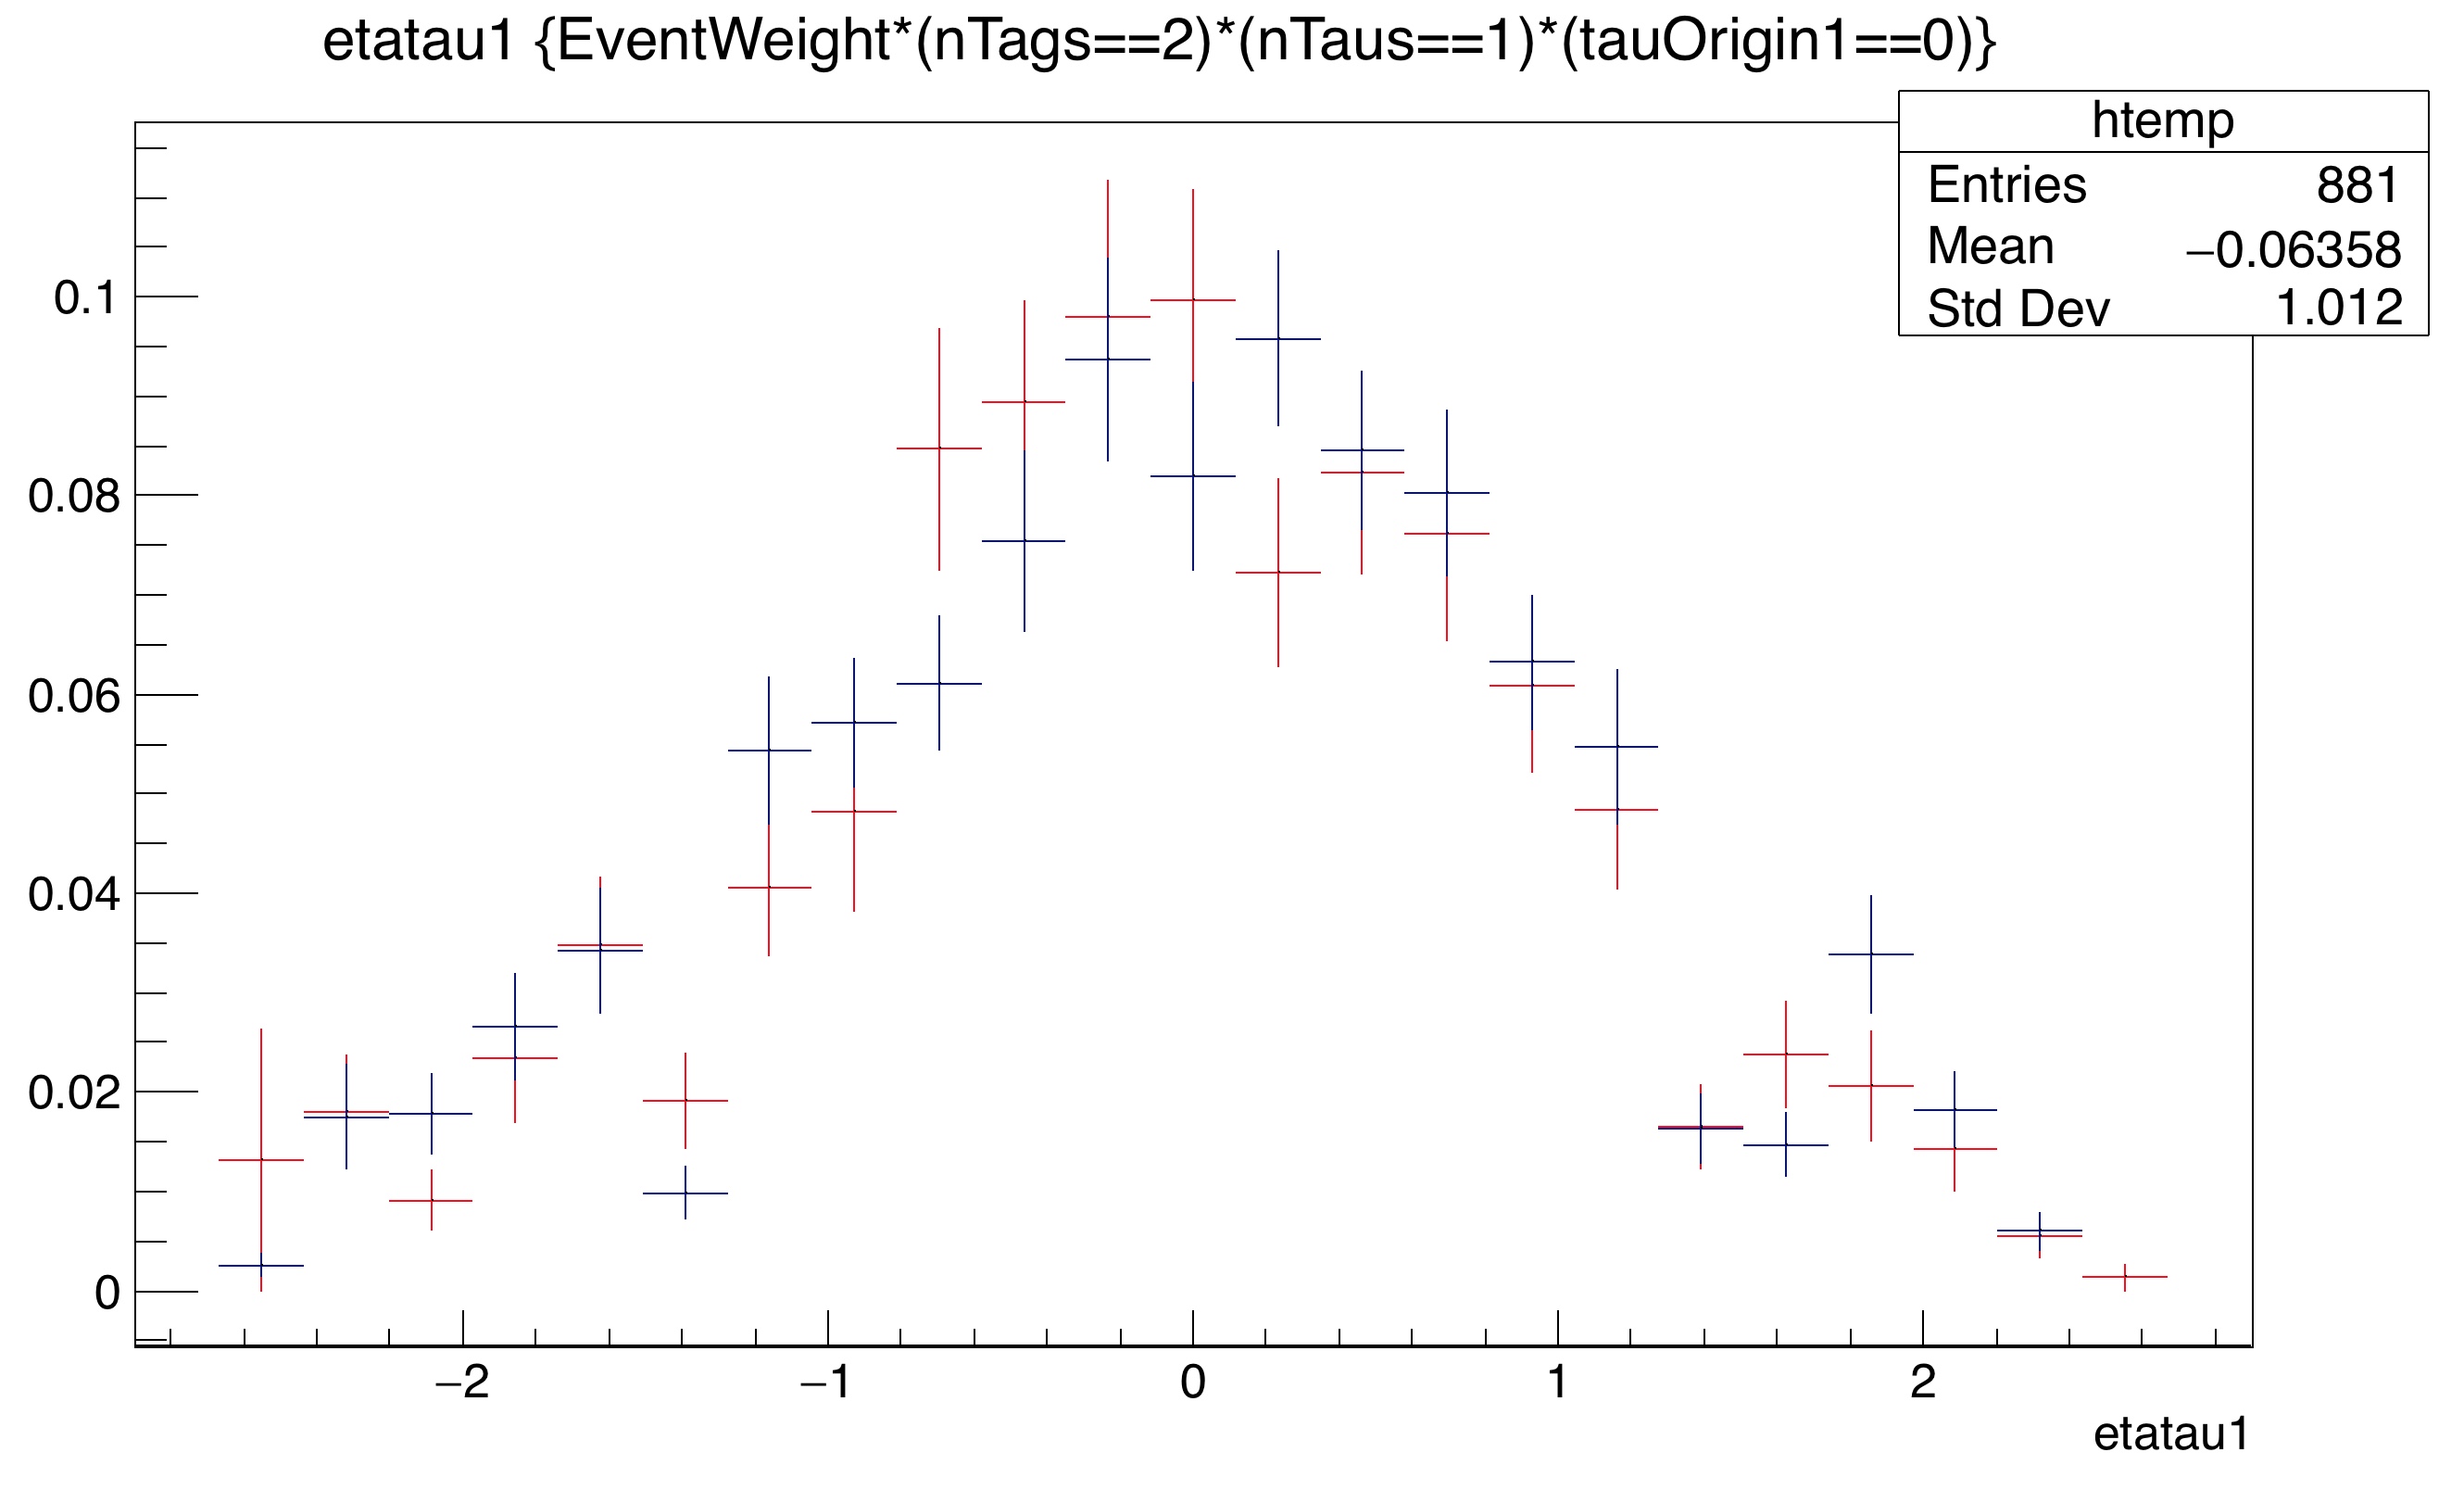 etatau1 {EventWeight*(nTags==2)*(nTaus==1)*(tauOrigin1==0)}
htemp
Entries 881
Mean −0.06358
Std Dev 1.012
0.1
0.08
0.06
0.04
0.02
0
−2 −1 0 1 2
etatau1